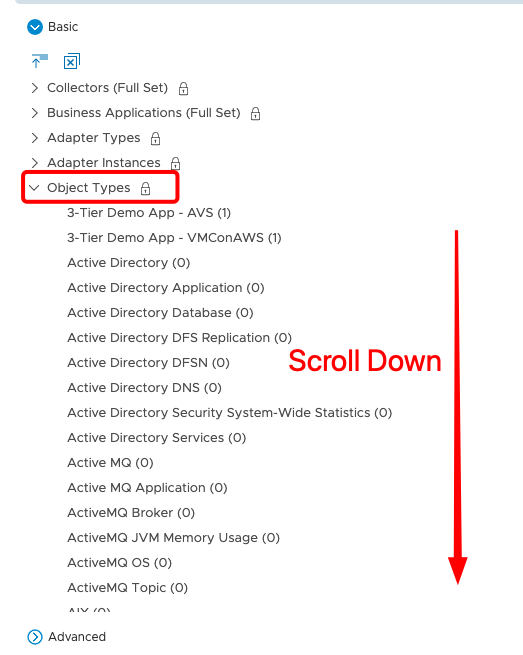 Basic
Collectors (Full Set)
Business Applications (Full Set)
Adapter Types
Adapter Instances
Object Types
3-Tier Demo App - AVS (1)
3-Tier Demo App - VMConAWS (1)
Active Directory (0)
Active Directory Application (0)
Active Directory Database (0)
Active Directory DFS Replication (0)
Active Directory DFSN (0)
Scroll Down
Active Directory DNS (0)
Active Directory Security System-Wide Statistics (0)
Active Directory Services (0)
Active MQ (0)
Active MQ Application (0)
ActiveMQ Broker (0)
ActiveMQ JVM Memory Usage (0)
ActiveMQ OS (0)
ActiveMQ Topic (0)
AIX (0)
Advanced